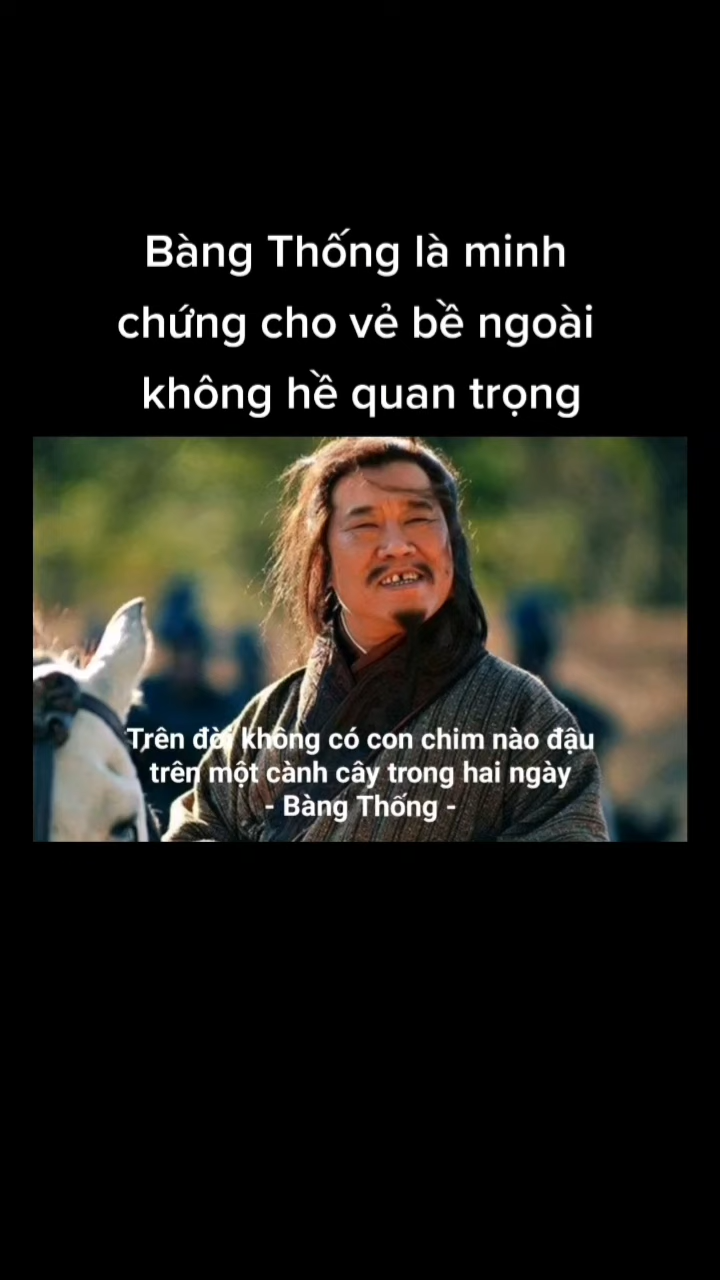 Bàng Thống là minh
chứng cho vẻ bề ngoài
không hề quan trọng
Trên đời không có con chim nào đậu
trên một cành cây trong hai ngày
- Bàng Thống -